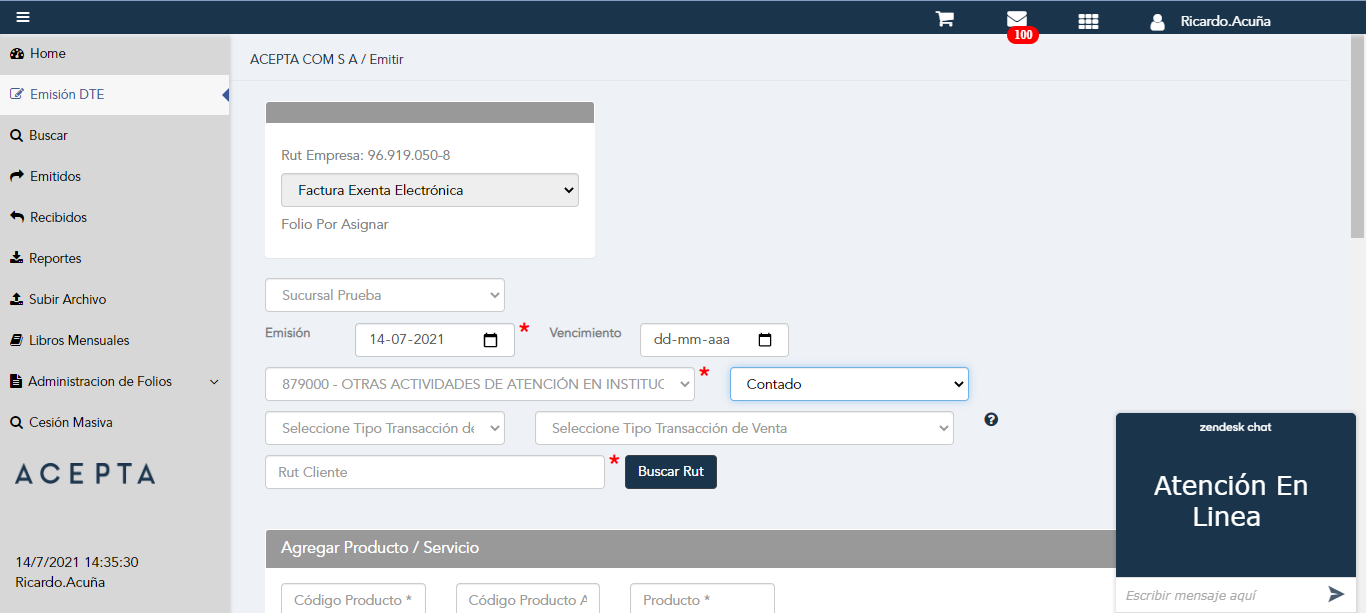 100
Ricardo.Acuña
Home
Emisión DTE
Buscar
Emitidos
Recibidos
Reportes
Subir Archivo
Libros Mensuales
Administracion de Folios
Cesión Masiva
ACEPTA
14/7/2021 14:35:30
Ricardo.Acuña
ACEPTA COM S A / Emitir
Rut Empresa: 96.919.050-8
Factura Exenta Electrónica
Folio Por Asignar
Sucursal Prueba
Emisión 14-07-2021 * Vencimiento dd-mm-aaa
879000 - OTRAS ACTIVIDADES DE ATENCIÓN EN INSTITUC * Contado
Seleccione Tipo Transacción de Seleccione Tipo Transacción de Venta ?
Rut Cliente * Buscar Rut
Agregar Producto / Servicio
Código Producto * Código Producto A Producto *
zendesk chat
Atención En
Linea
Escribir mensaje aquí